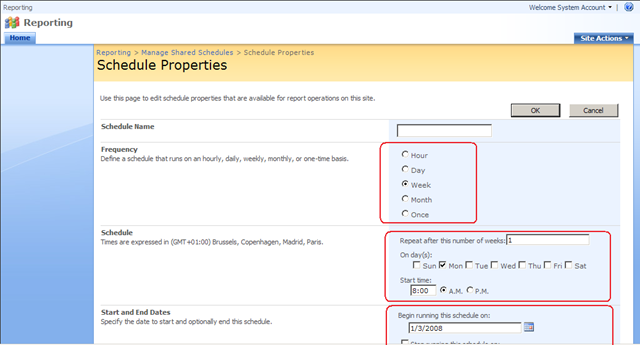 Reporting
Welcome System Account
Reporting
Home
Site Actions
Reporting > Manage Shared Schedules > Schedule Properties
Schedule Properties
Use this page to edit schedule properties that are available for report operations on this site.
OK Cancel
Schedule Name
Frequency
Define a schedule that runs on an hourly, daily, weekly, monthly, or one-time basis.
Hour
Day
Week
Month
Once
Schedule
Times are expressed in (GMT+01:00) Brussels, Copenhagen, Madrid, Paris.
Repeat after this number of weeks: 1
On day(s):
Sun Mon Tue Wed Thu Fri Sat
Start time:
8:00 A.M. P.M.
Start and End Dates
Specify the date to start and optionally end this schedule.
Begin running this schedule on:
1/3/2008
Stop running this schedule on: